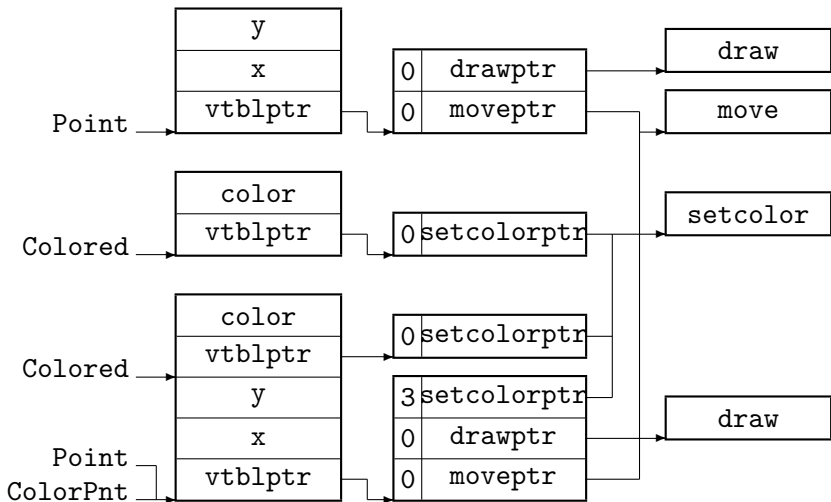 y
x
Point vtblptr
0 drawptr
0 moveptr
draw
move
color
Colored vtblptr
0 setcolorptr
setcolor
color
Colored vtblptr
y
x
Point
ColorPnt vtblptr
0 setcolorptr
3 setcolorptr
0 drawptr
0 moveptr
draw